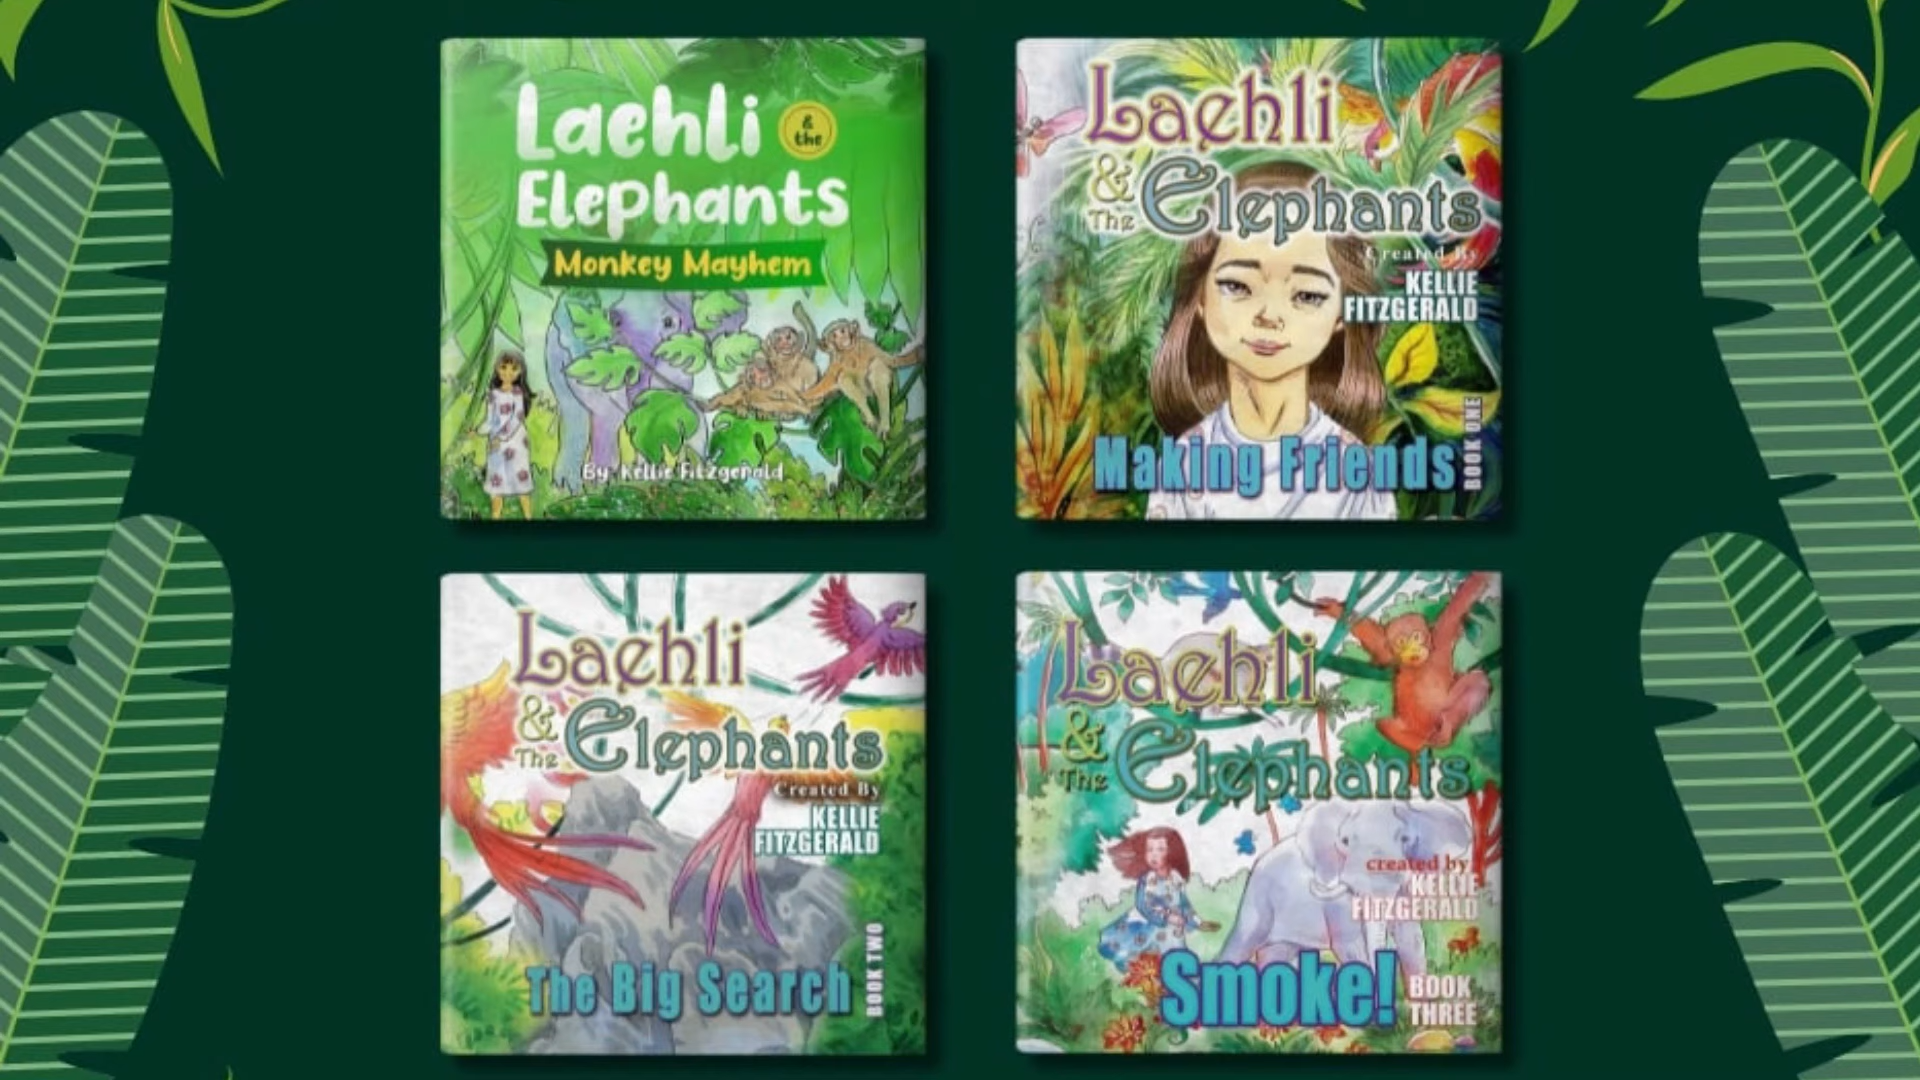 Laehli
& the
Elephants
Monkey Mayhem
By: Kellie Fitzgerald
Laehli
& The Elephants
Created By
KELLIE
FITZGERALD
Making Friends
BOOK ONE
Laehli
& The Elephants
Created By
KELLIE
FITZGERALD
The Big Search
BOOK TWO
Laehli
& The Elephants
created by
KELLIE
FITZGERALD
Smoke!
BOOK
THREE